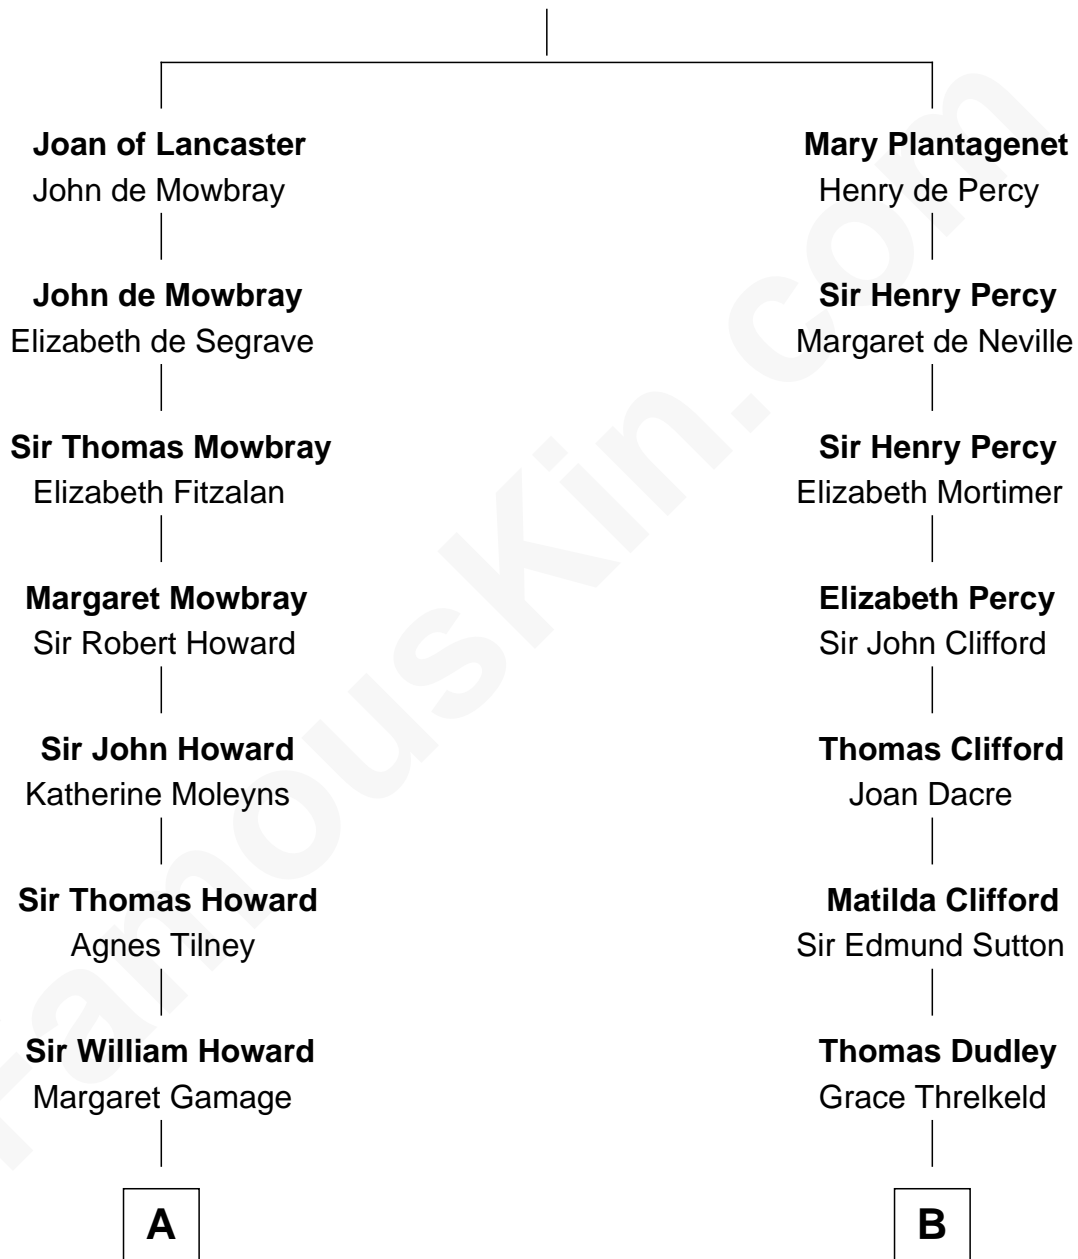 Joan of Lancaster
John de Mowbray
John de Mowbray
Elizabeth de Segrave
Sir Thomas Mowbray
Elizabeth Fitzalan
Margaret Mowbray
Sir Robert Howard
Sir John Howard
Katherine Moleyns
Sir Thomas Howard
Agnes Tilney
Sir William Howard
Margaret Gamage
A
Mary Plantagenet
Henry de Percy
Sir Henry Percy
Margaret de Neville
Sir Henry Percy
Elizabeth Mortimer
Elizabeth Percy
Sir John Clifford
Thomas Clifford
Joan Dacre
Matilda Clifford
Sir Edmund Sutton
Thomas Dudley
Grace Threlkeld
B
FamousKin.com